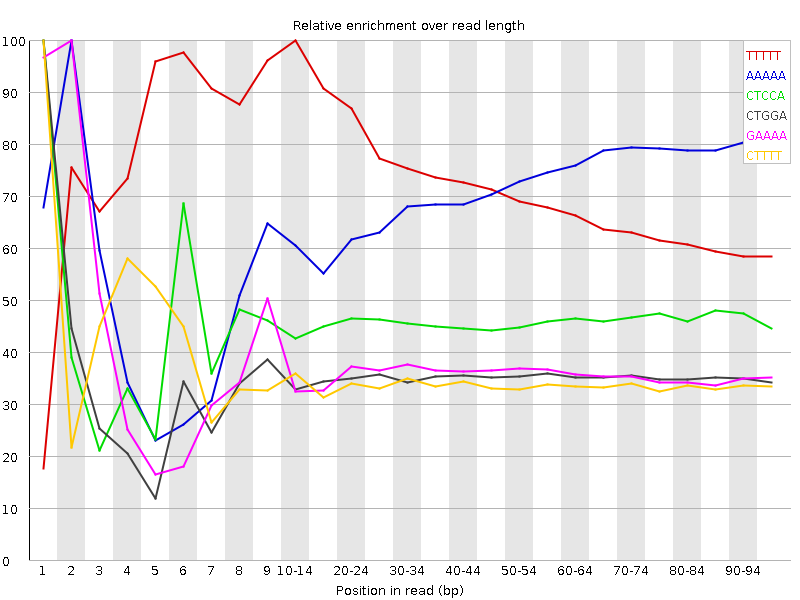 Relative enrichment over read length
100
90
80
70
60
50
40
30
20
10
0
TTTTT
AAAAA
CTCCA
CTGGA
GAAAA
CTTTT
1 2 3 4 5 6 7 8 9 10-14 20-24 30-34 40-44 50-54 60-64 70-74 80-84 90-94
Position in read (bp)